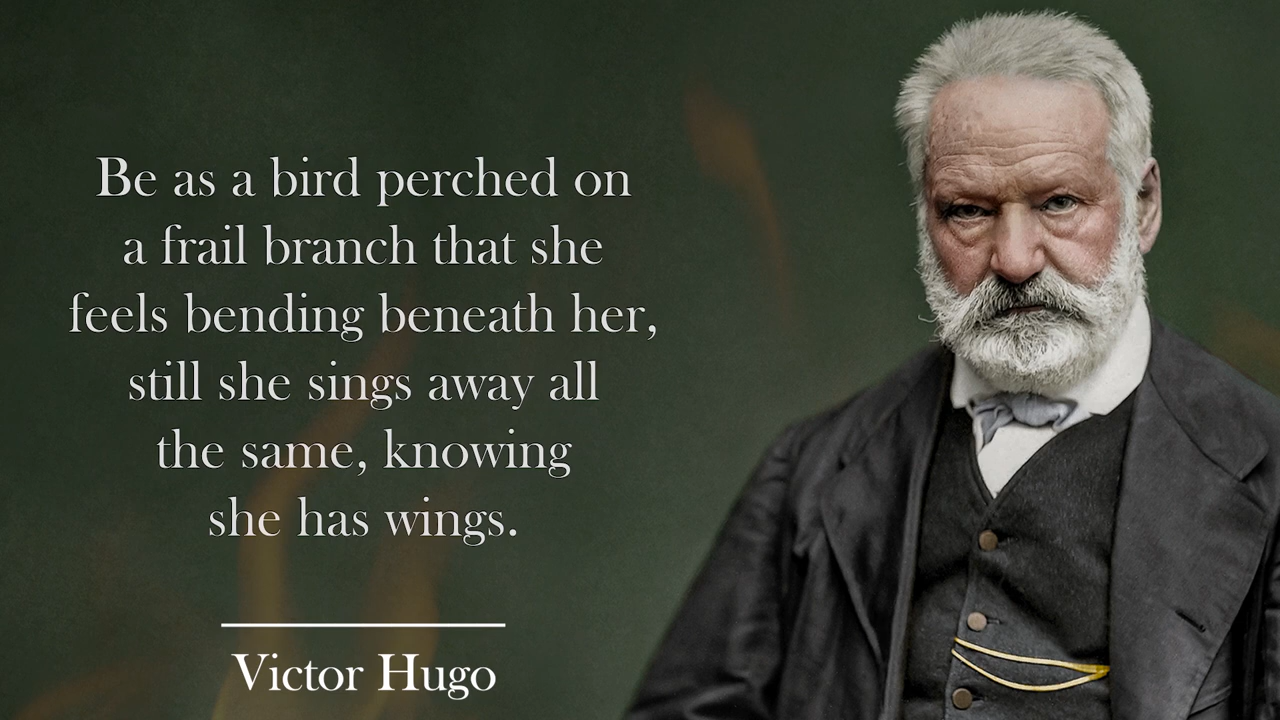 Be as a bird perched on
a frail branch that she
feels bending beneath her,
still she sings away all
the same, knowing
she has wings.
Victor Hugo